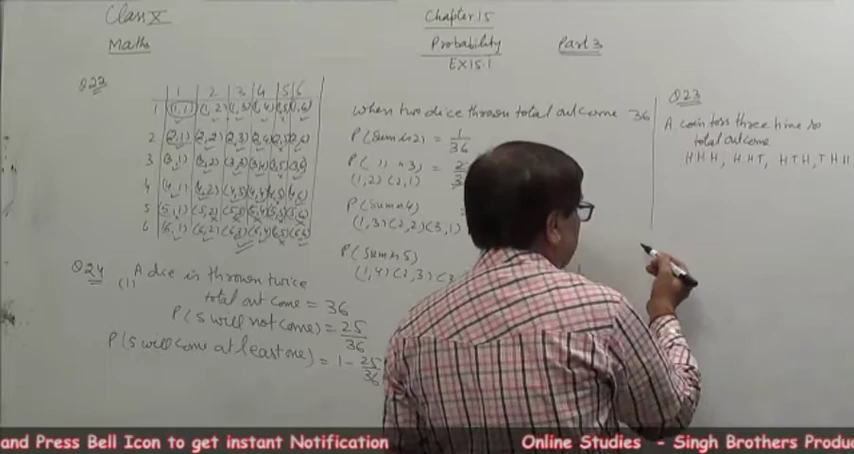 Class X
Maths
Chapter 15
Probability
EX 15.1
Part 3
Q22
1 2 3 4 5 6
1 (1,1) (1,2) (1,3) (1,4) (1,5) (1,6)
2 (2,1) (2,2) (2,3) (2,4) (2,5) (2,6)
3 (3,1) (3,2) (3,3) (3,4) (3,5) (3,6)
4 (4,1) (4,2) (4,3) (4,4) (4,5) (4,6)
5 (5,1) (5,2) (5,3) (5,4) (5,5) (5,6)
6 (6,1) (6,2) (6,3) (6,4) (6,5) (6,6)
when two dice thrown total outcome 36
P(sum is 2) = 1/36
P( " " 3) = 2/3
(1,2) (2,1)
P(sum = 4)
(1,3) (2,2) (3,1)
P(sum is 5)
(1,4) (2,3) (3
Q24
(1) A dice is thrown twice
total out come = 36
P(5 will not come) = 25/36
P(5 will come at least one) = 1 - 25/36
Q23
A coin toss three time so
total outcome
HHH, HHT, HTH, THH
and Press Bell Icon to get instant Notification
Online Studies - Singh Brothers Produ